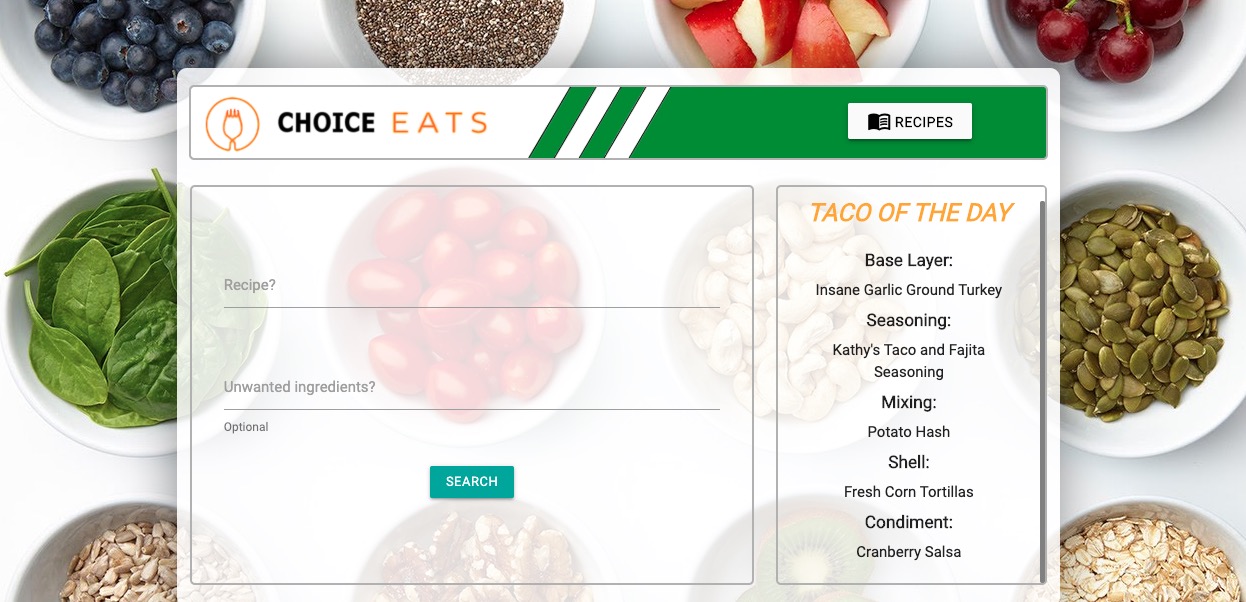 CHOICE EATS
RECIPES
Recipe?
Unwanted ingredients?
Optional
SEARCH
TACO OF THE DAY
Base Layer:
Insane Garlic Ground Turkey
Seasoning:
Kathy's Taco and Fajita
Seasoning
Mixing:
Potato Hash
Shell:
Fresh Corn Tortillas
Condiment:
Cranberry Salsa